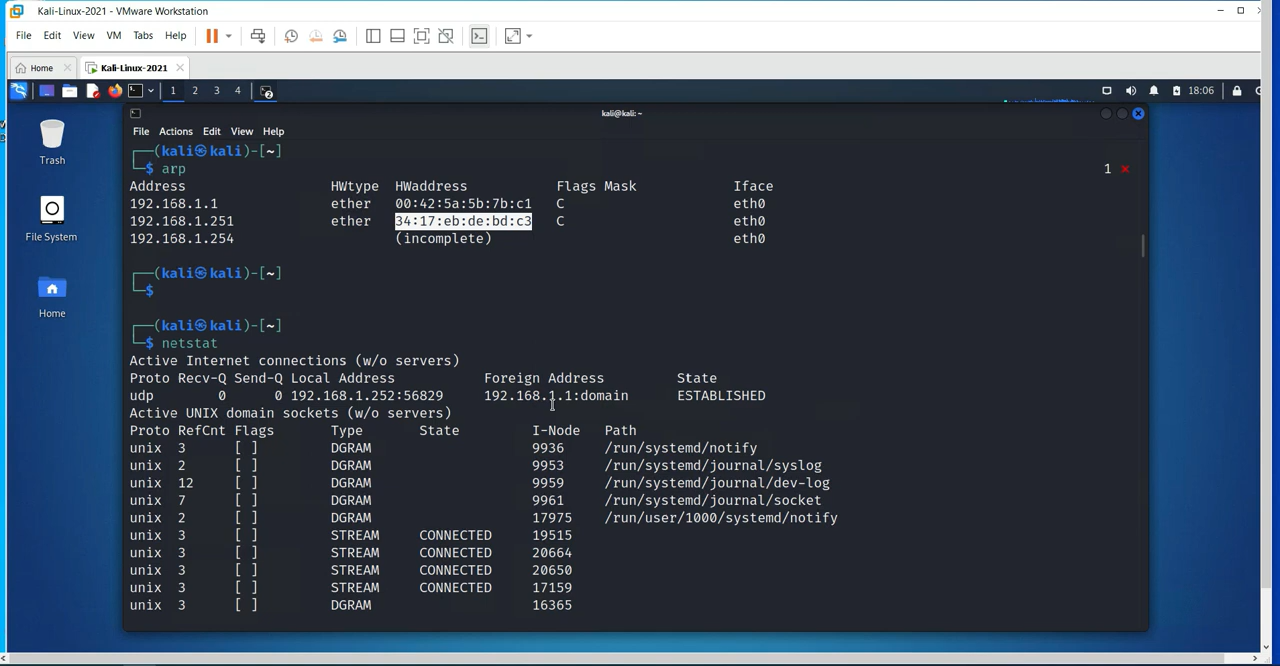 Kali-Linux-2021 - VMware Workstation
File Edit View VM Tabs Help
Home Kali-Linux-2021
1 2 3 4 2 18:06
kali@kali: ~
File Actions Edit View Help
Trash
File System
Home
┌──(kali㉿kali)-[~]
└─$ arp 1 ✗
Address HWtype HWaddress Flags Mask Iface
192.168.1.1 ether 00:42:5a:5b:7b:c1 C eth0
192.168.1.251 ether 34:17:eb:de:bd:c3 C eth0
192.168.1.254 (incomplete) eth0
┌──(kali㉿kali)-[~]
└─$
┌──(kali㉿kali)-[~]
└─$ netstat
Active Internet connections (w/o servers)
Proto Recv-Q Send-Q Local Address Foreign Address State
udp 0 0 192.168.1.252:56829 192.168.1.1:domain ESTABLISHED
Active UNIX domain sockets (w/o servers)
Proto RefCnt Flags Type State I-Node Path
unix 3 [ ] DGRAM 9936 /run/systemd/notify
unix 2 [ ] DGRAM 9953 /run/systemd/journal/syslog
unix 12 [ ] DGRAM 9959 /run/systemd/journal/dev-log
unix 7 [ ] DGRAM 9961 /run/systemd/journal/socket
unix 2 [ ] DGRAM 17975 /run/user/1000/systemd/notify
unix 3 [ ] STREAM CONNECTED 19515
unix 3 [ ] STREAM CONNECTED 20664
unix 3 [ ] STREAM CONNECTED 20650
unix 3 [ ] STREAM CONNECTED 17159
unix 3 [ ] DGRAM 16365